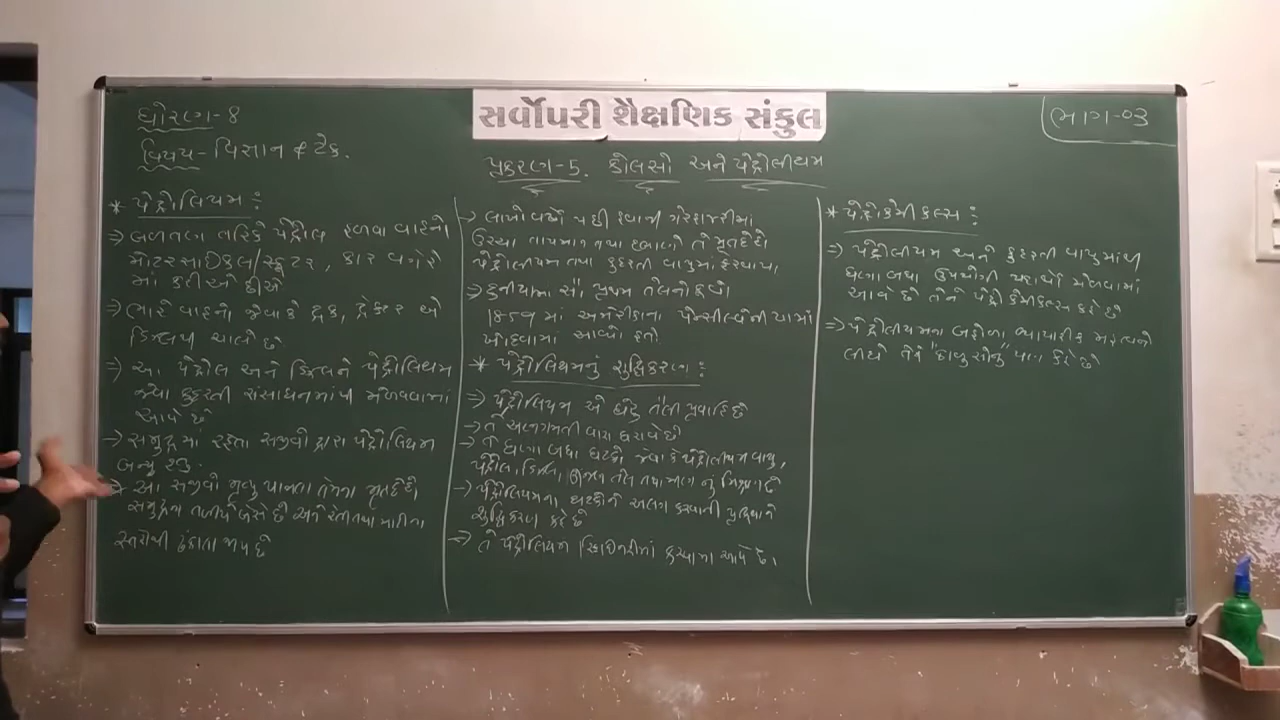 સર્વોપરી શૈક્ષણિક સંકુલ
ધોરણ-8
વિષય- વિજ્ઞાન & ટેક.
ભાગ-03
પ્રકરણ-5. કોલસો અને પેટ્રોલીયમ
* પેટ્રોલિયમ :
⇒ બળતણ તરીકે પેટ્રોલ હળવા વાહનો
મોટરસાઇકલ/સ્કૂટર, કાર વગેરે
માં કરીએ છીએ
⇒ ભારે વાહનો જેવા કે ટ્રક, ટ્રેક્ટર એ
ડિઝલથી ચાલે છે
⇒ આ પેટ્રોલ અને ડિઝલને પેટ્રોલિયમ
જેવા કુદરતી સંસાધનમાંથી મેળવવામાં
આવે છે
⇒ સમુદ્રમાં રહેતા સજીવો દ્વારા પેટ્રોલિયમ
બન્યુ હતુ.
⇒ આ સજીવો મૃત્યુ પામતા તેમના મૃતદેહો
સમુદ્રના તળીયે બેસે છે અને રેતી તથા માટીના
સ્તરોથી ઢંકાતા જાય છે
⇒ લાખો વર્ષો પછી હવાની ગેરહાજરીમાં
ઉચ્ચા તાપમાન તથા દબાણે તે મૃતદેહો
પેટ્રોલીયમ તથા કુદરતી વાયુમાં ફેરવાયા
⇒ દુનીયામાં સૌ પ્રથમ તેલનો કુવો
1859 માં અમેરીકાના પેન્સીલ્વેનીયામાં
ખોદવામાં આવ્યો હતો.
* પેટ્રોલિયમનું શુદ્ધિકરણ :
⇒ પેટ્રોલિયમ એ ઘટ્ટ તૈલી પ્રવાહિ છે
→ તે અણગમતી વાસ ધરાવે છે
→ તે ઘણા બધા ઘટકો જેવા કે પેટ્રોલીયમ વાયુ,
પેટ્રોલ, ડિઝલ, ઊંજણ તેલ તથા મીણ નું મિશ્રણ છે
→ પેટ્રોલિયમના ઘટકોને અલગ કરવાની પ્રક્રિયાને
શુદ્ધિકરણ કહે છે
⇒ તે પેટ્રોલિયમ રિફાઇનરીમાં કરવામાં આવે છે.
* પેટ્રોકેમીકલ્સ :
⇒ પેટ્રોલીયમ અને કુદરતી વાયુમાંથી
ઘણા બધા ઉપયોગી પદાર્થો મેળવવામાં
આવે છે તેને પેટ્રોકેમીકલ્સ કહે છે
⇒ પેટ્રોલીયમના બહોળા વ્યાપારીક મહત્વને
લીધે તેને "કાળુ સોનું" પણ કહે છે